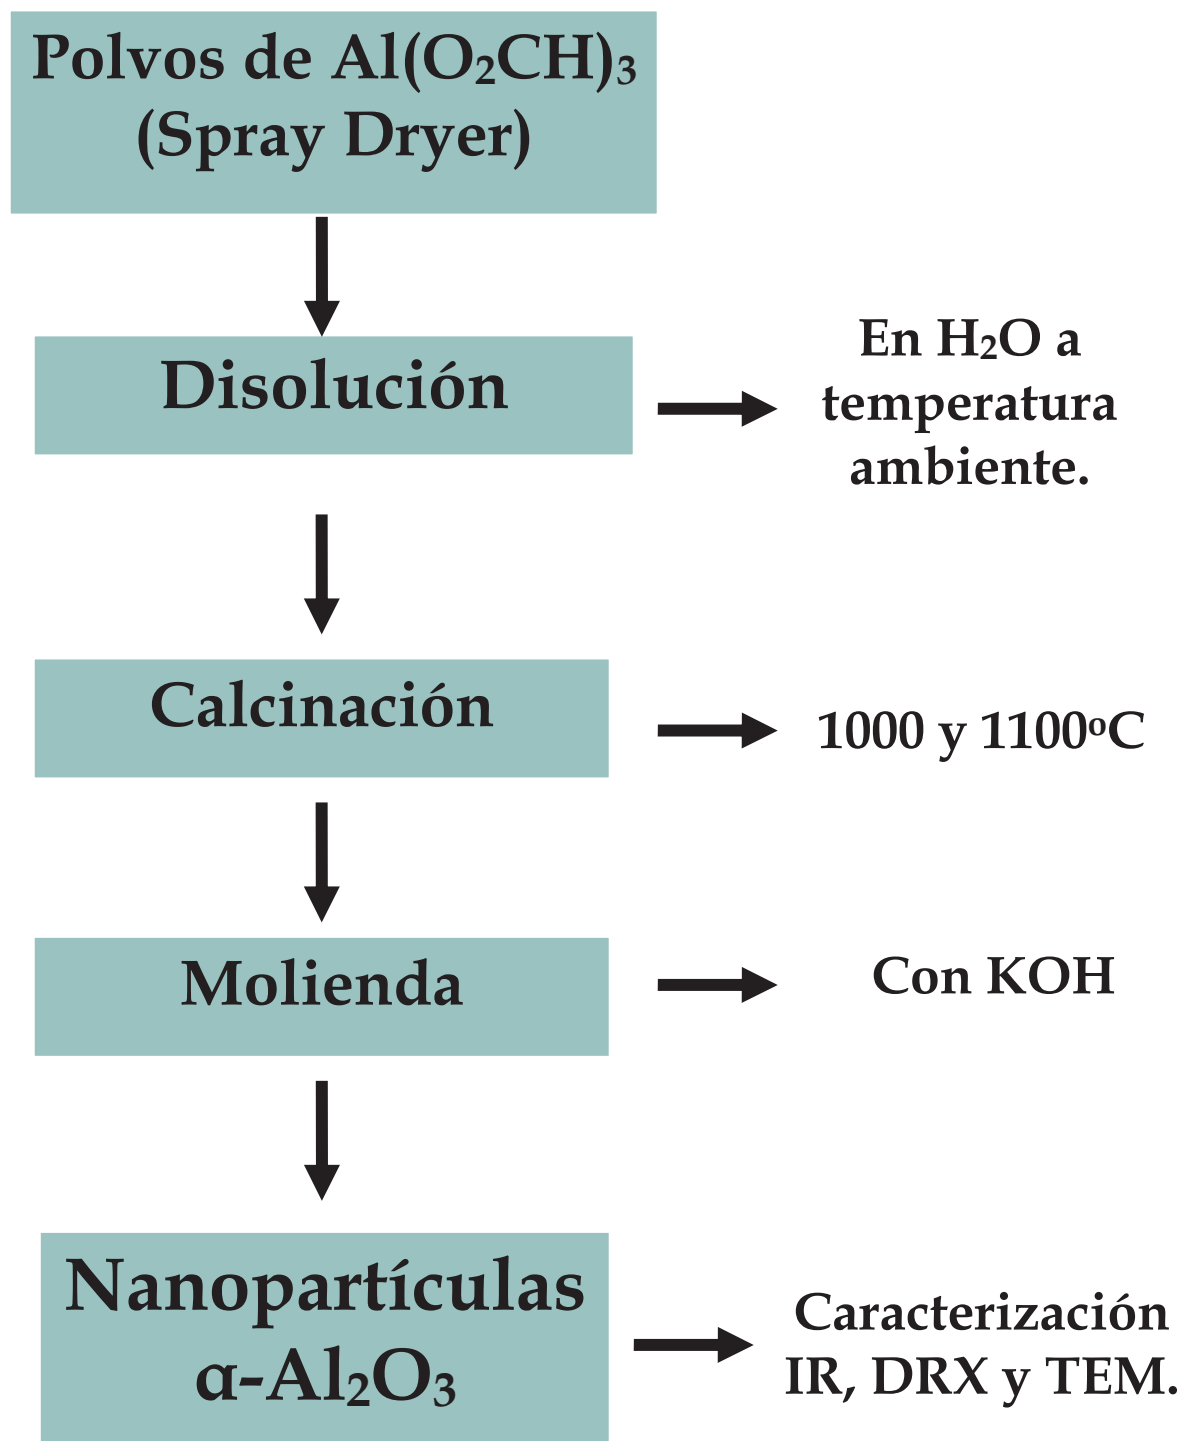 Polvos de Al(O₂CH)₃
(Spray Dryer)
Disolución
En H₂O a
temperatura
ambiente.
Calcinación
1000 y 1100ºC
Molienda
Con KOH
Nanopartículas
α-Al₂O₃
Caracterización
IR, DRX y TEM.